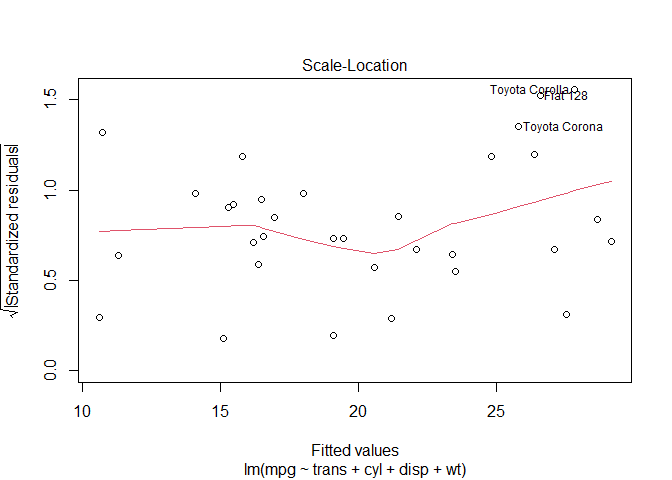 Scale-Location
√|Standardized residuals|
1.5
1.0
0.5
0.0
Toyota Corolla
Fiat 128
Toyota Corona
10
15
20
25
Fitted values
lm(mpg ~ trans + cyl + disp + wt)